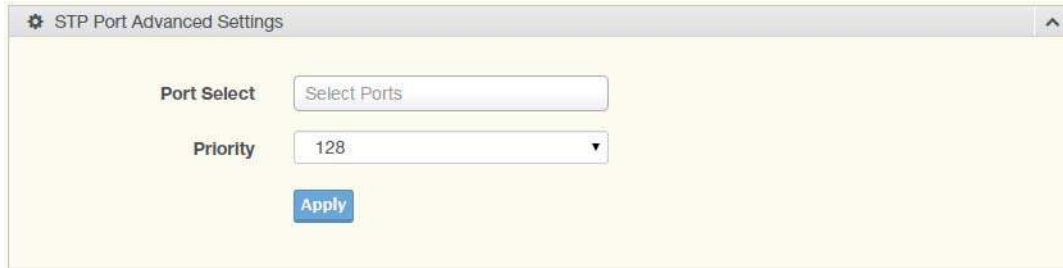 STP Port Advanced Settings
Port Select Select Ports
Priority 128
Apply